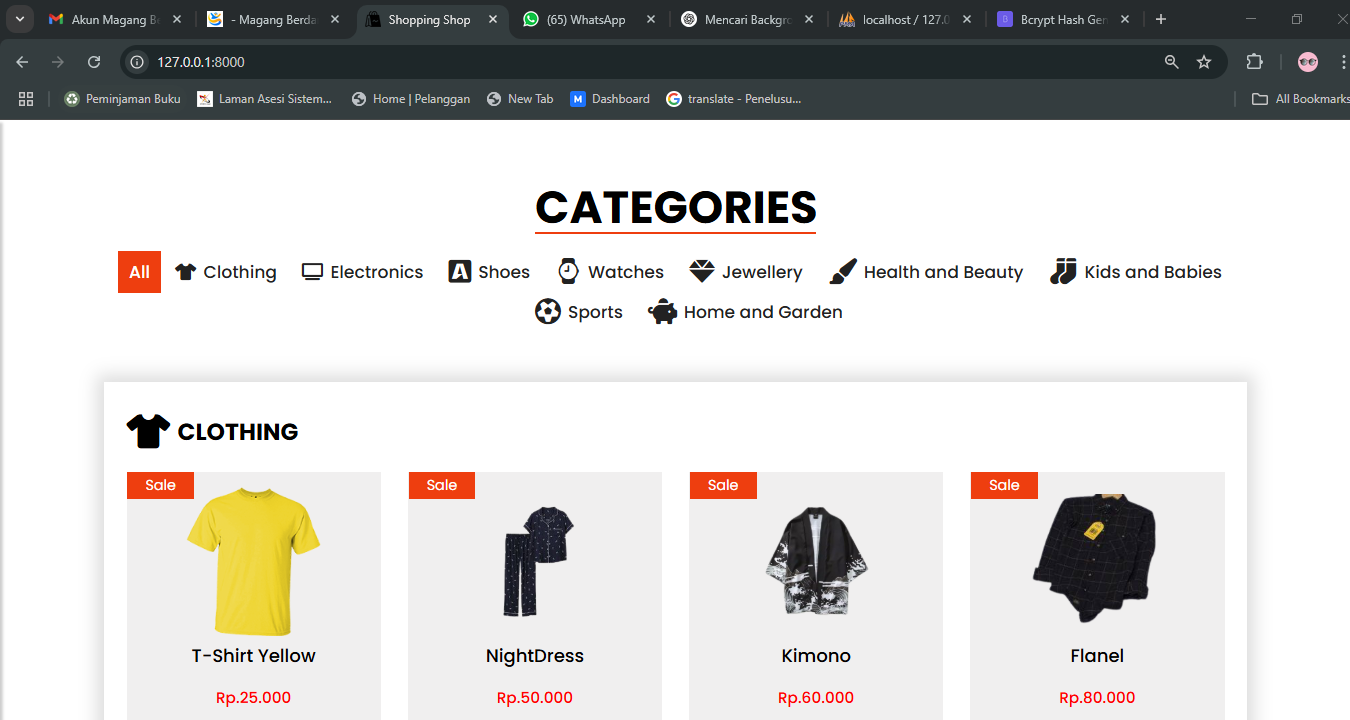 Akun Magang Be
- Magang Berda
Shopping Shop
(65) WhatsApp
Mencari Backgro
localhost / 127.0
Bcrypt Hash Gen
127.0.0.1:8000
Peminjaman Buku
Laman Asesi Sistem...
Home | Pelanggan
New Tab
M Dashboard
translate - Penelusu...
All Bookmarks
CATEGORIES
All Clothing Electronics A Shoes Watches Jewellery Health and Beauty Kids and Babies
Sports Home and Garden
CLOTHING
Sale Sale Sale Sale
T-Shirt Yellow NightDress Kimono Flanel
Rp.25.000 Rp.50.000 Rp.60.000 Rp.80.000